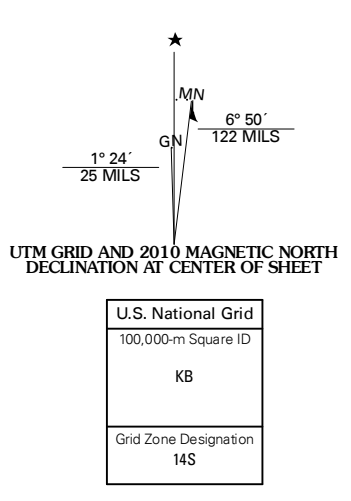 MN
GN
6° 50´
122 MILS
1° 24´
25 MILS
UTM GRID AND 2010 MAGNETIC NORTH
DECLINATION AT CENTER OF SHEET
U.S. National Grid
100,000-m Square ID
KB
Grid Zone Designation
14S